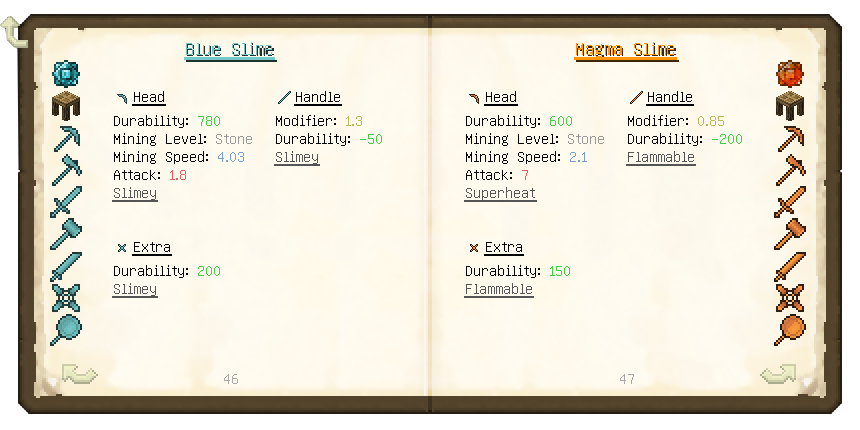 Blue Slime
Head
Durability: 780
Mining Level: Stone
Mining Speed: 4.03
Attack: 1.8
Slimey
Handle
Modifier: 1.3
Durability: -50
Slimey
Extra
Durability: 200
Slimey
46
Magma Slime
Head
Durability: 600
Mining Level: Stone
Mining Speed: 2.1
Attack: 7
Superheat
Handle
Modifier: 0.85
Durability: -200
Flammable
Extra
Durability: 150
Flammable
47